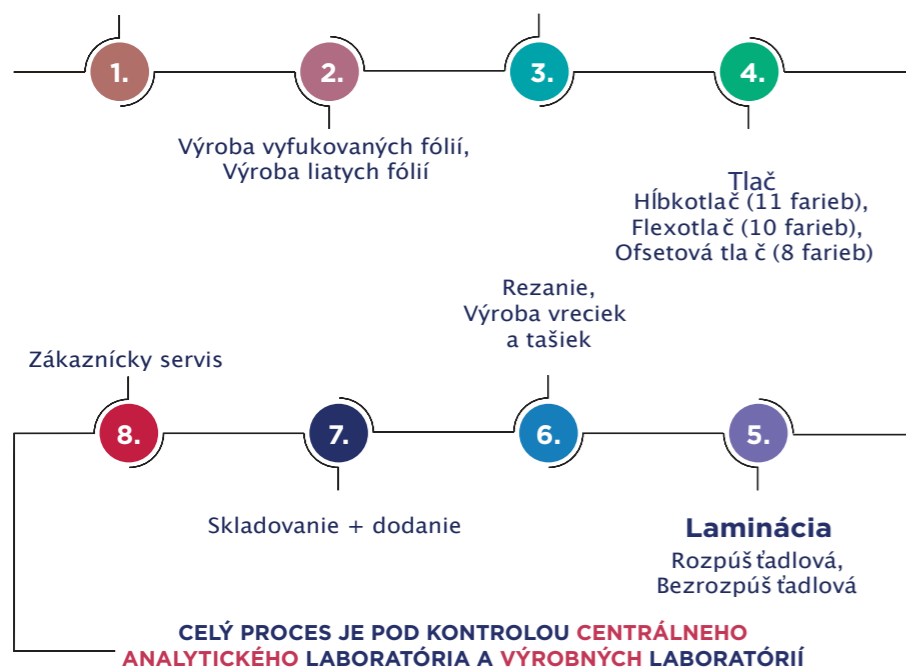 1.
2.
3.
4.
Výroba vyfukovaných fólií,
Výroba liatych fólií
Tlač
Hĺbkotlač (11 farieb),
Flexotlač (10 farieb),
Ofsetová tlač (8 farieb)
Rezanie,
Výroba vreciek
a tašiek
Zákaznícky servis
8.
7.
6.
5.
Skladovanie + dodanie
Laminácia
Rozpúšťadlová,
Bezrozpúšťadlová
CELÝ PROCES JE POD KONTROLOU CENTRÁLNEHO
ANALYTICKÉHO LABORATÓRIA A VÝROBNÝCH LABORATÓRIÍ